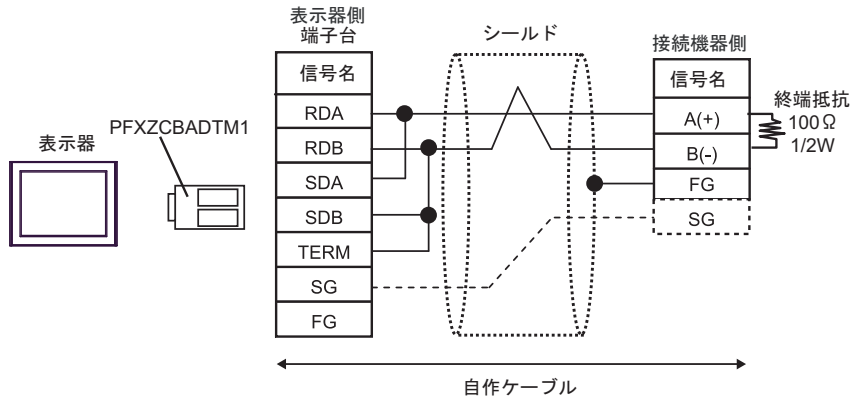 表示器側
端子台
シールド
接続機器側
信号名
信号名
RDA
RDB
SDA
SDB
TERM
SG
FG
A(+)
B(-)
FG
SG
終端抵抗
100Ω
1/2W
表示器
PFXZCBADTM1
自作ケーブル